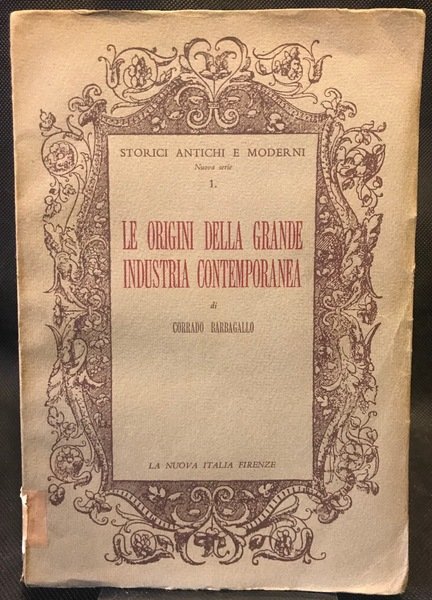 STORICI ANTICHI E MODERNI
Nuova serie
1.
LE ORIGINI DELLA GRANDE
INDUSTRIA CONTEMPORANEA
di
CORRADO BARBAGALLO
LA NUOVA ITALIA FIRENZE